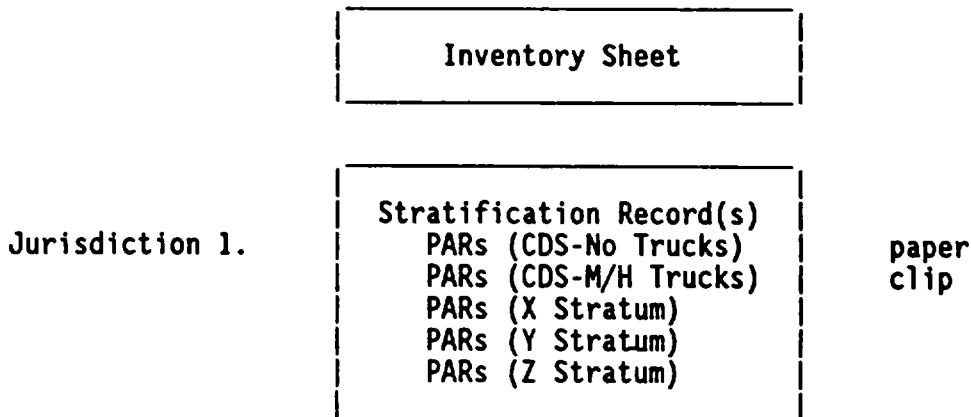 Inventory Sheet
Stratification Record(s)
Jurisdiction 1. PARs (CDS-No Trucks) paper
PARs (CDS-M/H Trucks) clip
PARs (X Stratum)
PARs (Y Stratum)
PARs (Z Stratum)